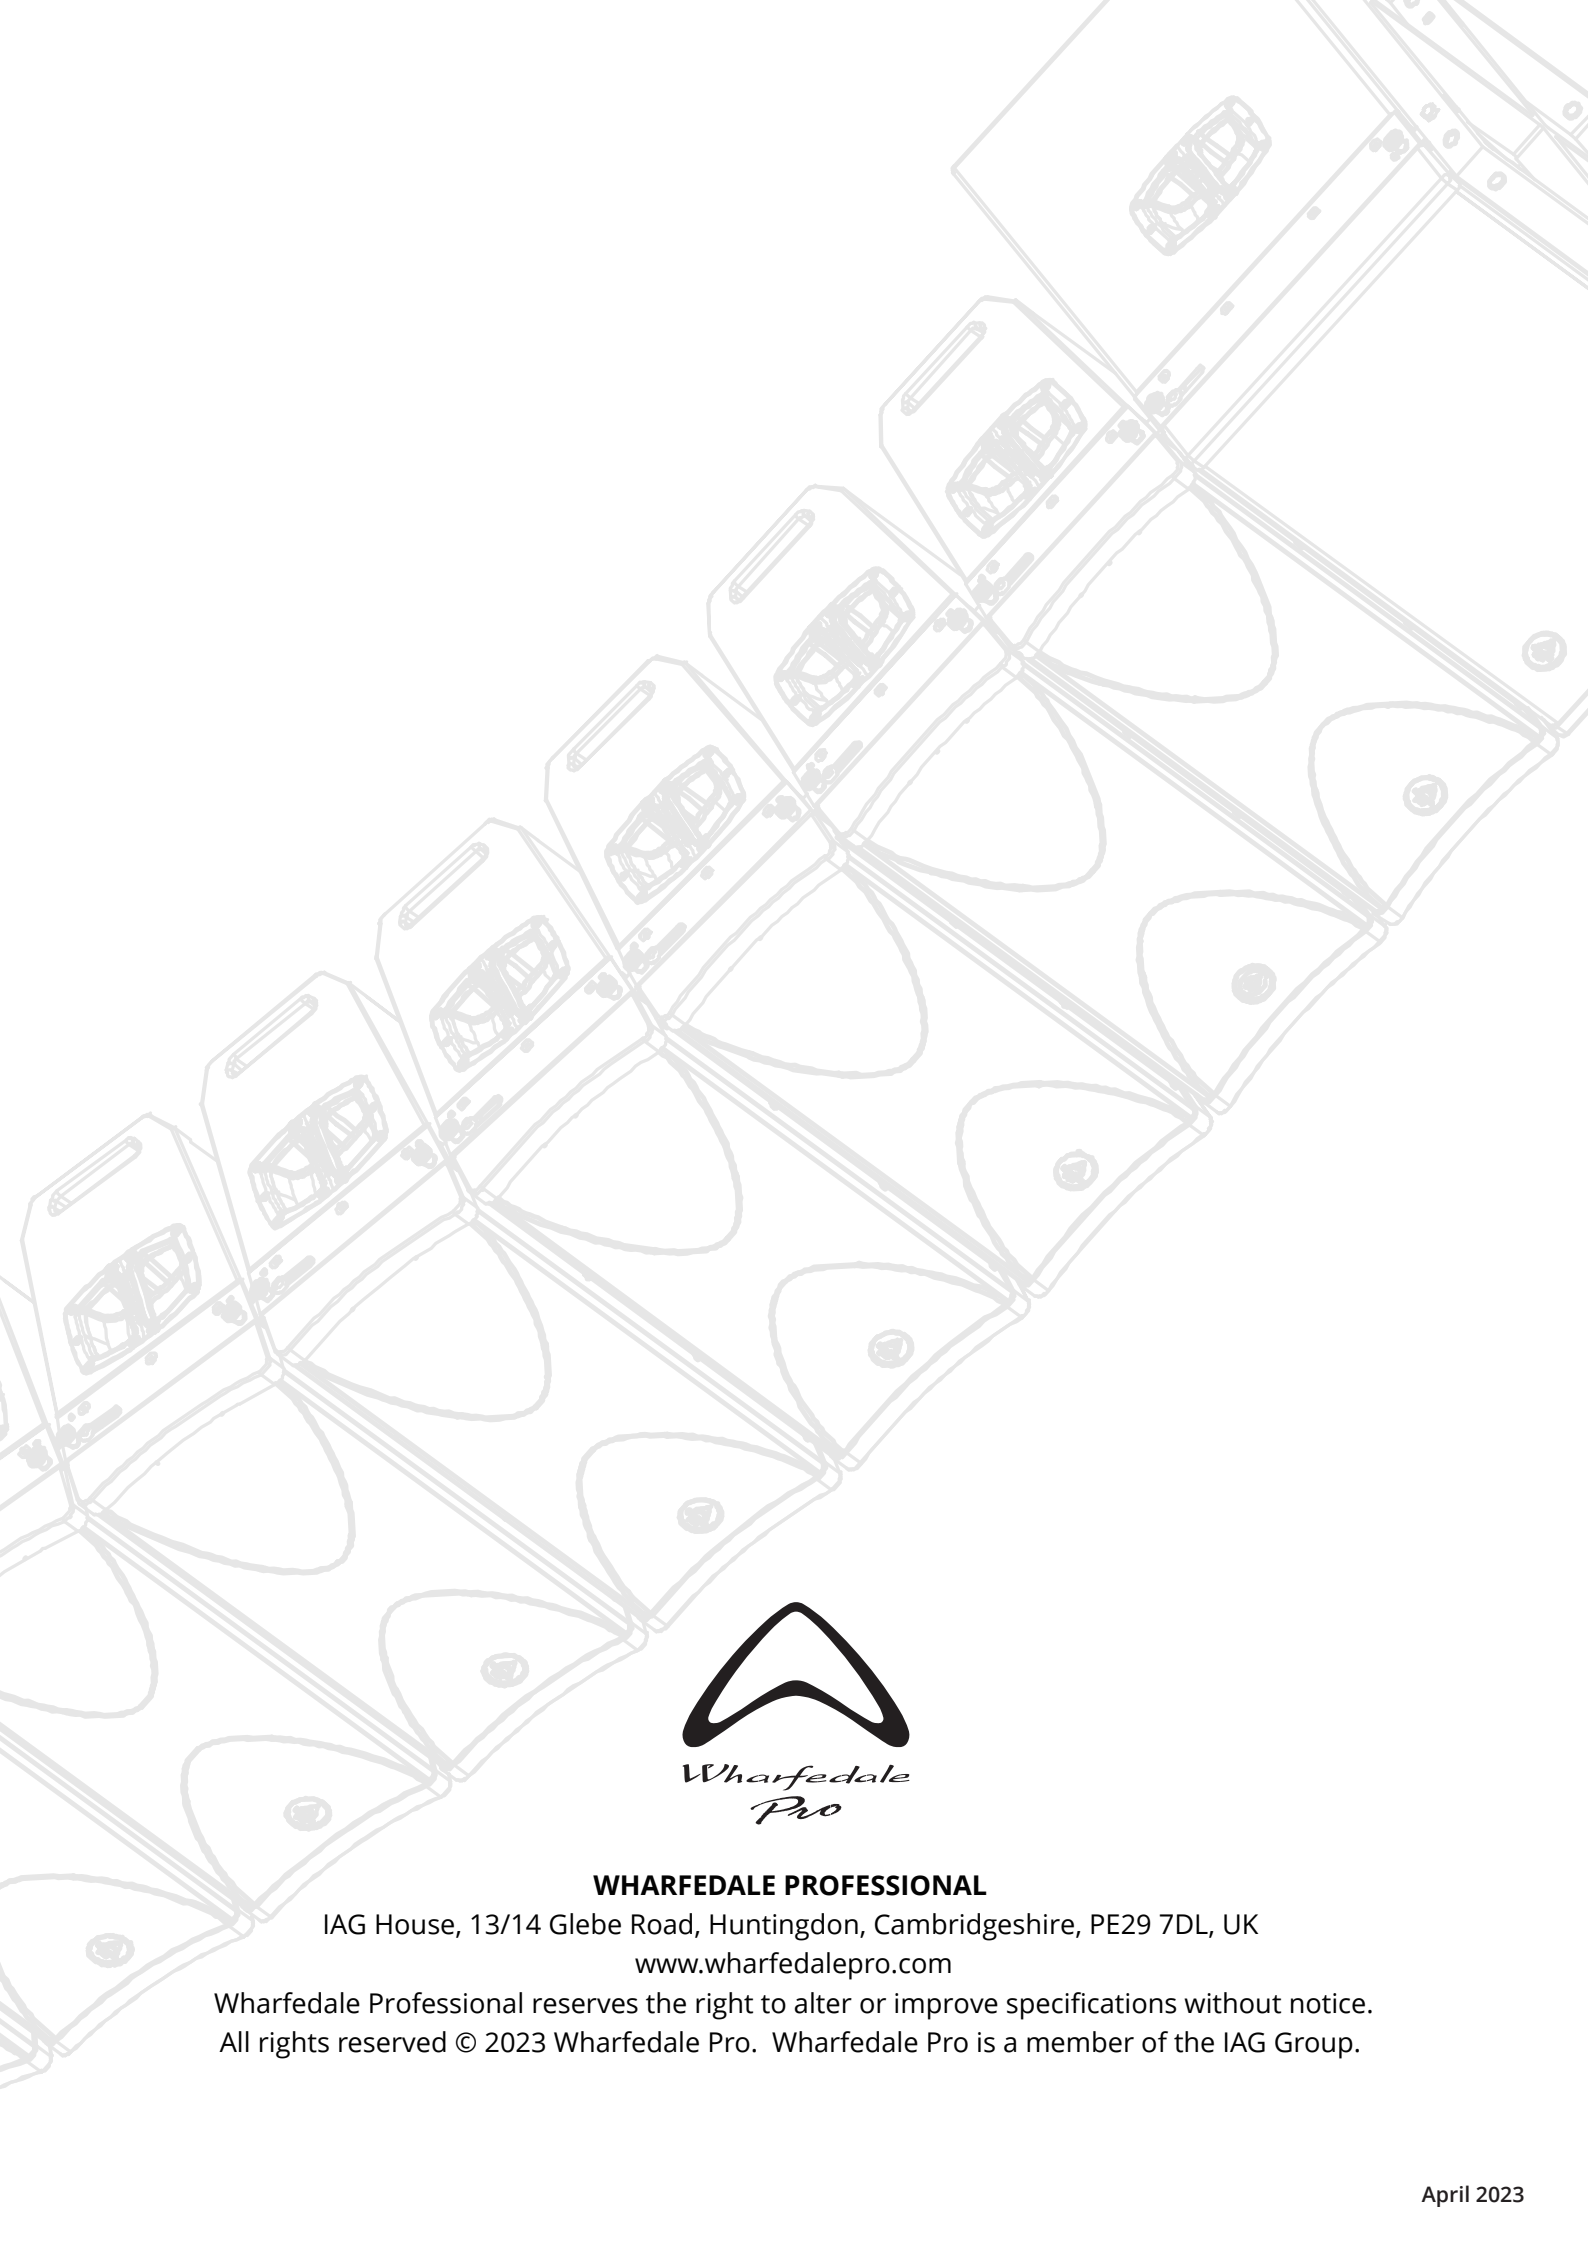 Wharfedale
Pro
WHARFEDALE PROFESSIONAL
IAG House, 13/14 Glebe Road, Huntingdon, Cambridgeshire, PE29 7DL, UK
www.wharfedalepro.com
Wharfedale Professional reserves the right to alter or improve specifications without notice.
All rights reserved © 2023 Wharfedale Pro.  Wharfedale Pro is a member of the IAG Group.
April 2023